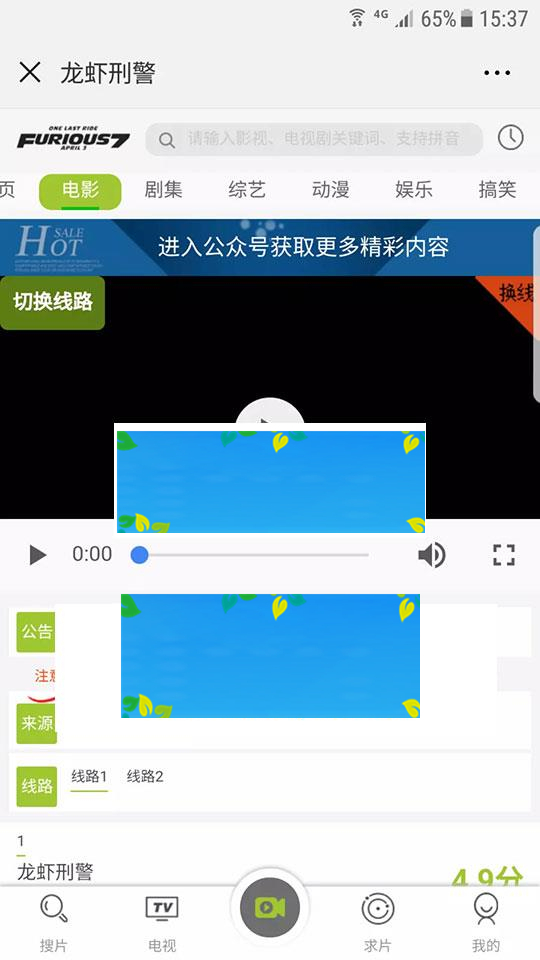 4G 65% 15:37
龙虾刑警
ONE LAST RIDE
FURIOUS7
APRIL 3
请输入影视、电视剧关键词、支持拼音
页 电影 剧集 综艺 动漫 娱乐 搞笑
SALE
HOT
进入公众号获取更多精彩内容
切换线路
换线
0:00
公告
注意
来源
线路 线路1 线路2
1
龙虾刑警
4.9分
搜片 TV 电视 求片 我的